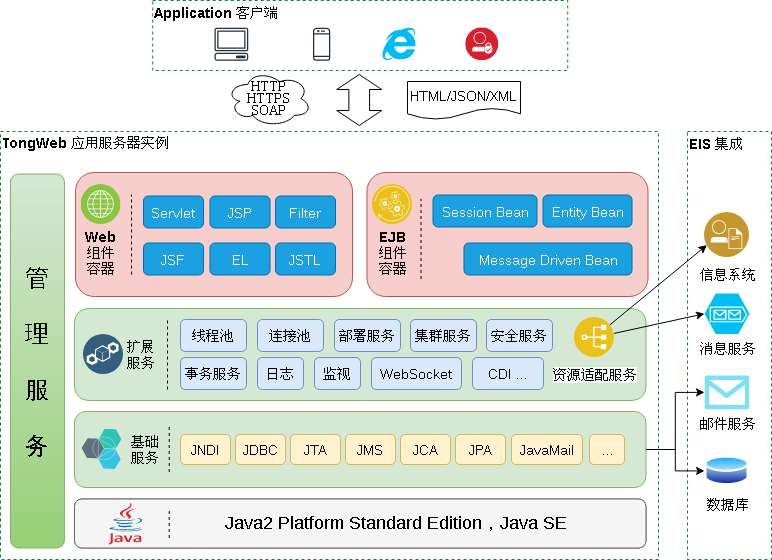 Application 客户端
HTTP
HTTPS
SOAP
HTML/JSON/XML
TongWeb 应用服务器实例
EIS 集成
管理服务
Web
组件
容器
Servlet
JSP
Filter
JSF
EL
JSTL
EJB
组件
容器
Session Bean
Entity Bean
Message Driven Bean
扩展
服务
线程池
连接池
部署服务
集群服务
安全服务
事务服务
日志
监视
WebSocket
CDI ...
资源适配服务
基础
服务
JNDI
JDBC
JTA
JMS
JCA
JPA
JavaMail
...
Java
Java2 Platform Standard Edition，Java SE
信息系统
消息服务
邮件服务
数据库